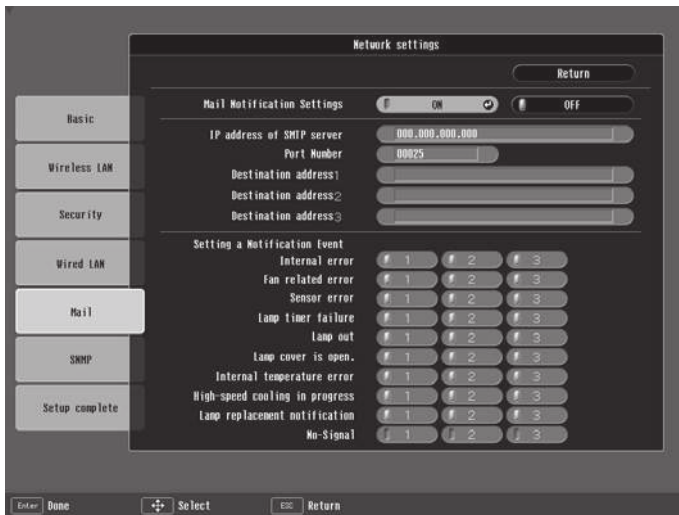 Network settings
Return
Mail Notification Settings ON OFF
IP address of SMTP server 000.000.000.000
Port Number 00025
Destination address1
Destination address2
Destination address3
Setting a Notification Event
Internal error 1 2 3
Fan related error 1 2 3
Sensor error 1 2 3
Lamp timer failure 1 2 3
Lamp out 1 2 3
Lamp cover is open. 1 2 3
Internal temperature error 1 2 3
High-speed cooling in progress 1 2 3
Lamp replacement notification 1 2 3
No-Signal 1 2 3
Basic
Wireless LAN
Security
Wired LAN
Mail
SNMP
Setup complete
Enter Done Select ESC Return